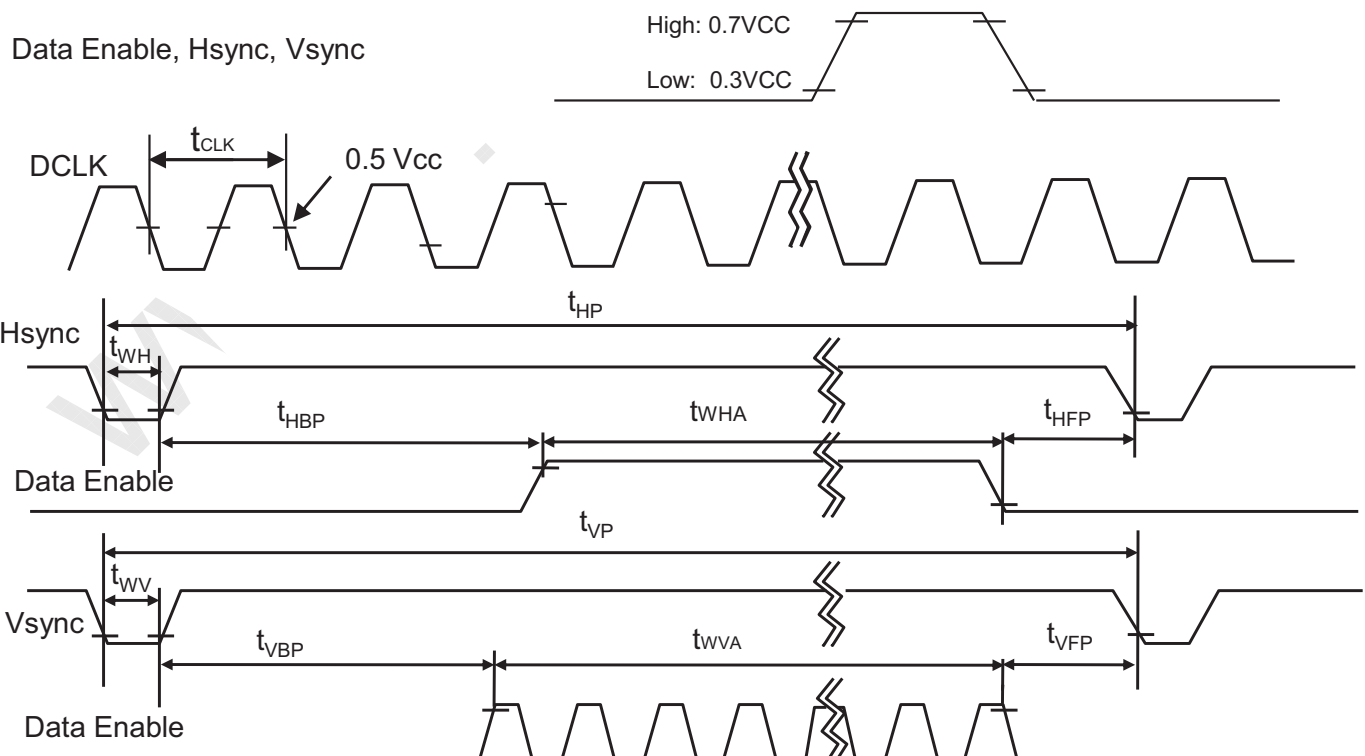 High: 0.7VCC
Data Enable, Hsync, Vsync
Low: 0.3VCC
tCLK
DCLK
0.5 Vcc
tHP
Hsync
tWH
tHBP
tWHA
tHFP
Data Enable
tVP
tWV
Vsync
tVBP
tWVA
tVFP
Data Enable